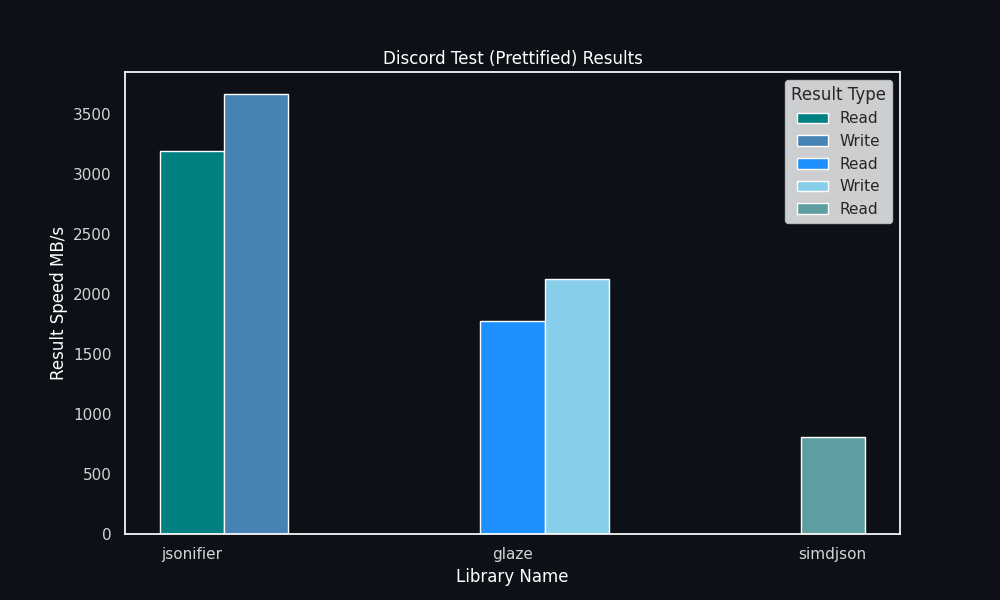 Discord Test (Prettified) Results
Result Type
Read
Write
Read
Write
Read
3500
3000
2500
2000
1500
1000
500
0
Result Speed MB/s
jsonifier glaze simdjson
Library Name